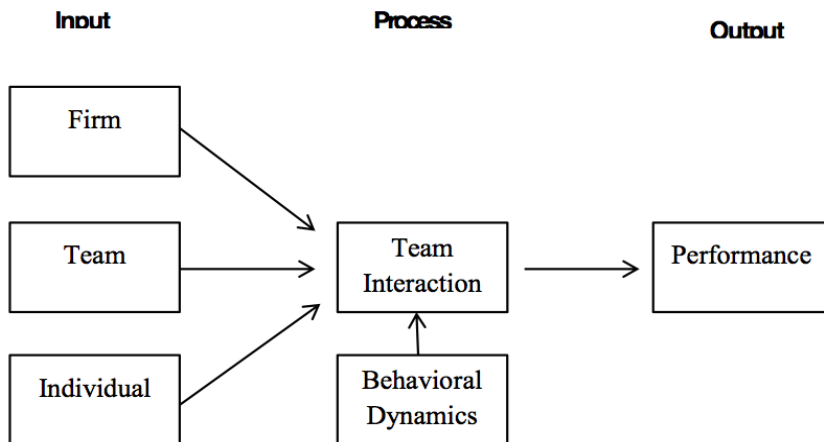 Input
Process
Output
Firm
Team
Team
Interaction
Performance
Individual
Behavioral
Dynamics